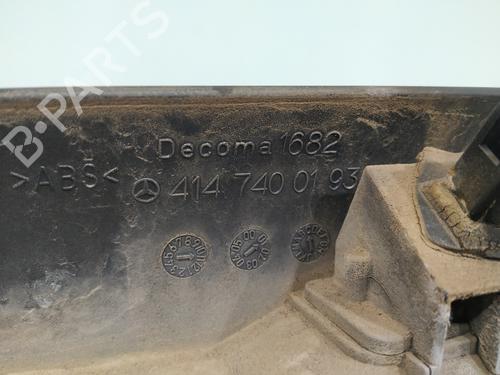 B-PARTS
Decoma 1682
>ABS< 414 740 01 93